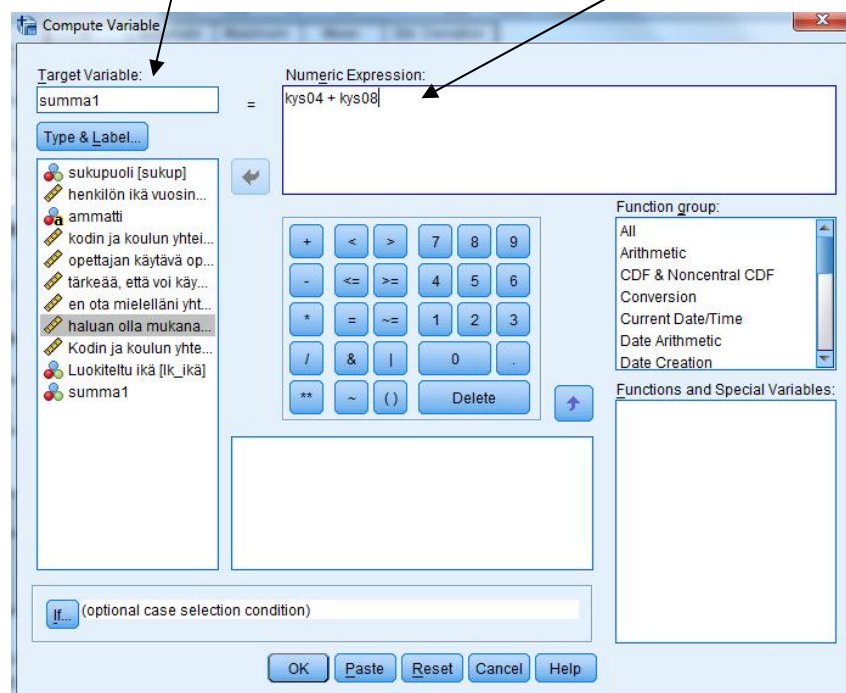 Compute Variable
Target Variable:
Numeric Expression:
summa1
=
kys04 + kys08
Type & Label...
sukupuoli [sukup]
henkilön ikä vuosin...
ammatti
kodin ja koulun yhtei...
opettajan käytävä op...
tärkeää, että voi käy...
en ota mielelläni yht...
haluan olla mukana...
Kodin ja koulun yhte...
Luokiteltu ikä [lk_ikä]
summa1
+ < > 7 8 9
- <= >= 4 5 6
* = ~= 1 2 3
/ & | 0 .
** ~ ( ) Delete
Function group:
All
Arithmetic
CDF & Noncentral CDF
Conversion
Current Date/Time
Date Arithmetic
Date Creation
Functions and Special Variables:
If... (optional case selection condition)
OK Paste Reset Cancel Help